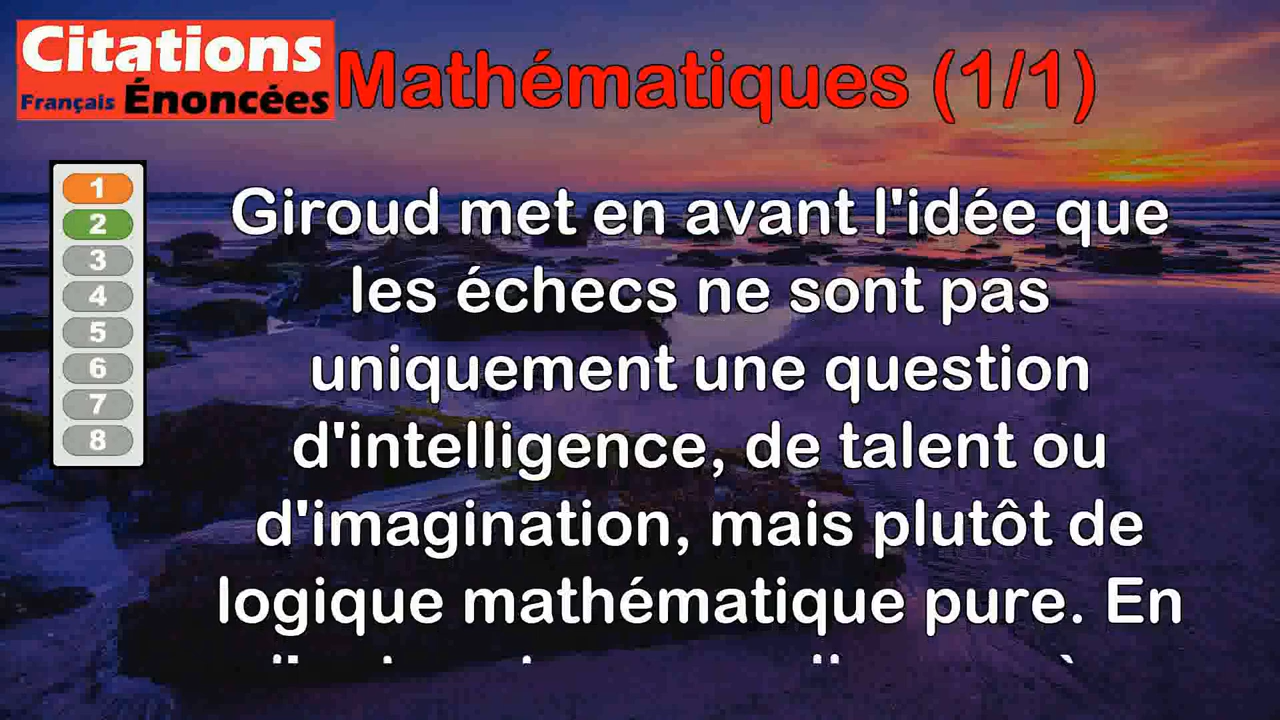 Citations
Français Énoncées
Mathématiques (1/1)
1
2
3
4
5
6
7
8
Giroud met en avant l'idée que
les échecs ne sont pas
uniquement une question
d'intelligence, de talent ou
d'imagination, mais plutôt de
logique mathématique pure. En